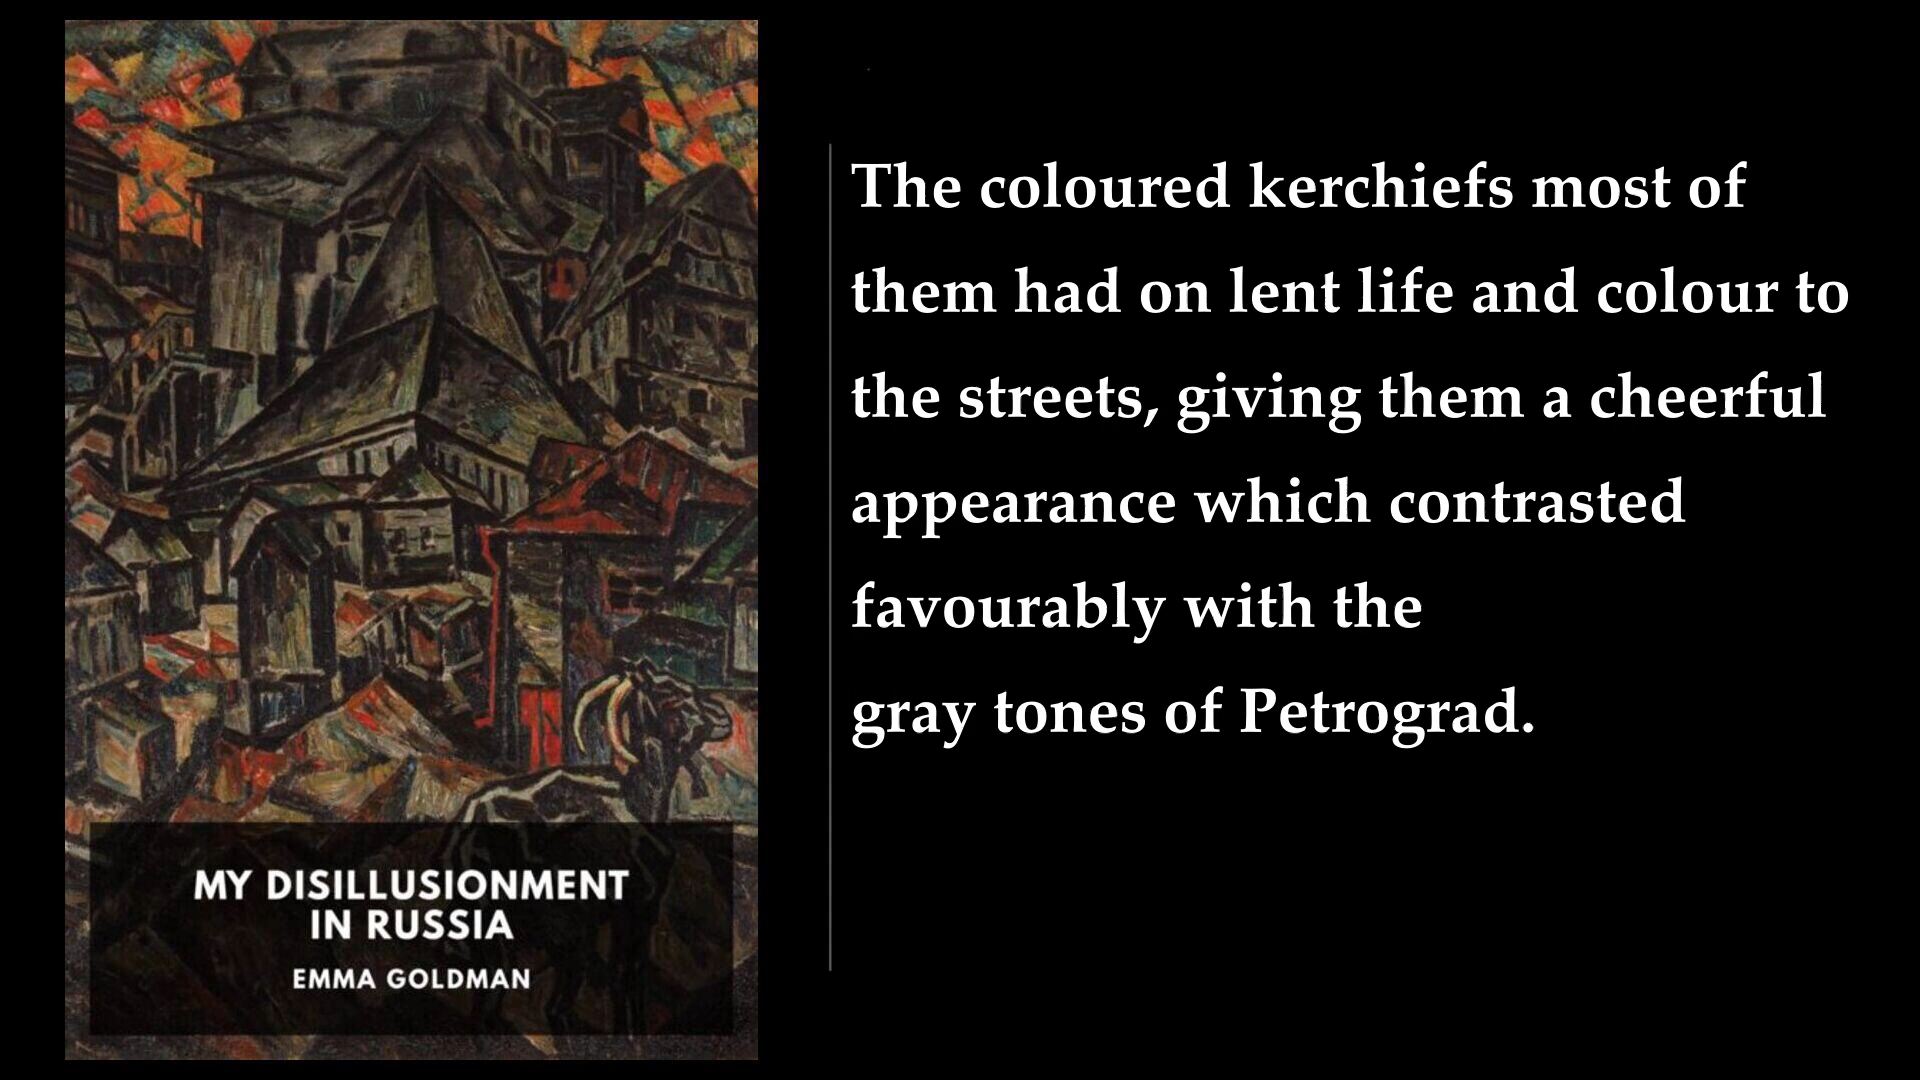 The coloured kerchiefs most of
them had on lent life and colour to
the streets, giving them a cheerful
appearance which contrasted
favourably with the
gray tones of Petrograd.
MY DISILLUSIONMENT
IN RUSSIA
EMMA GOLDMAN